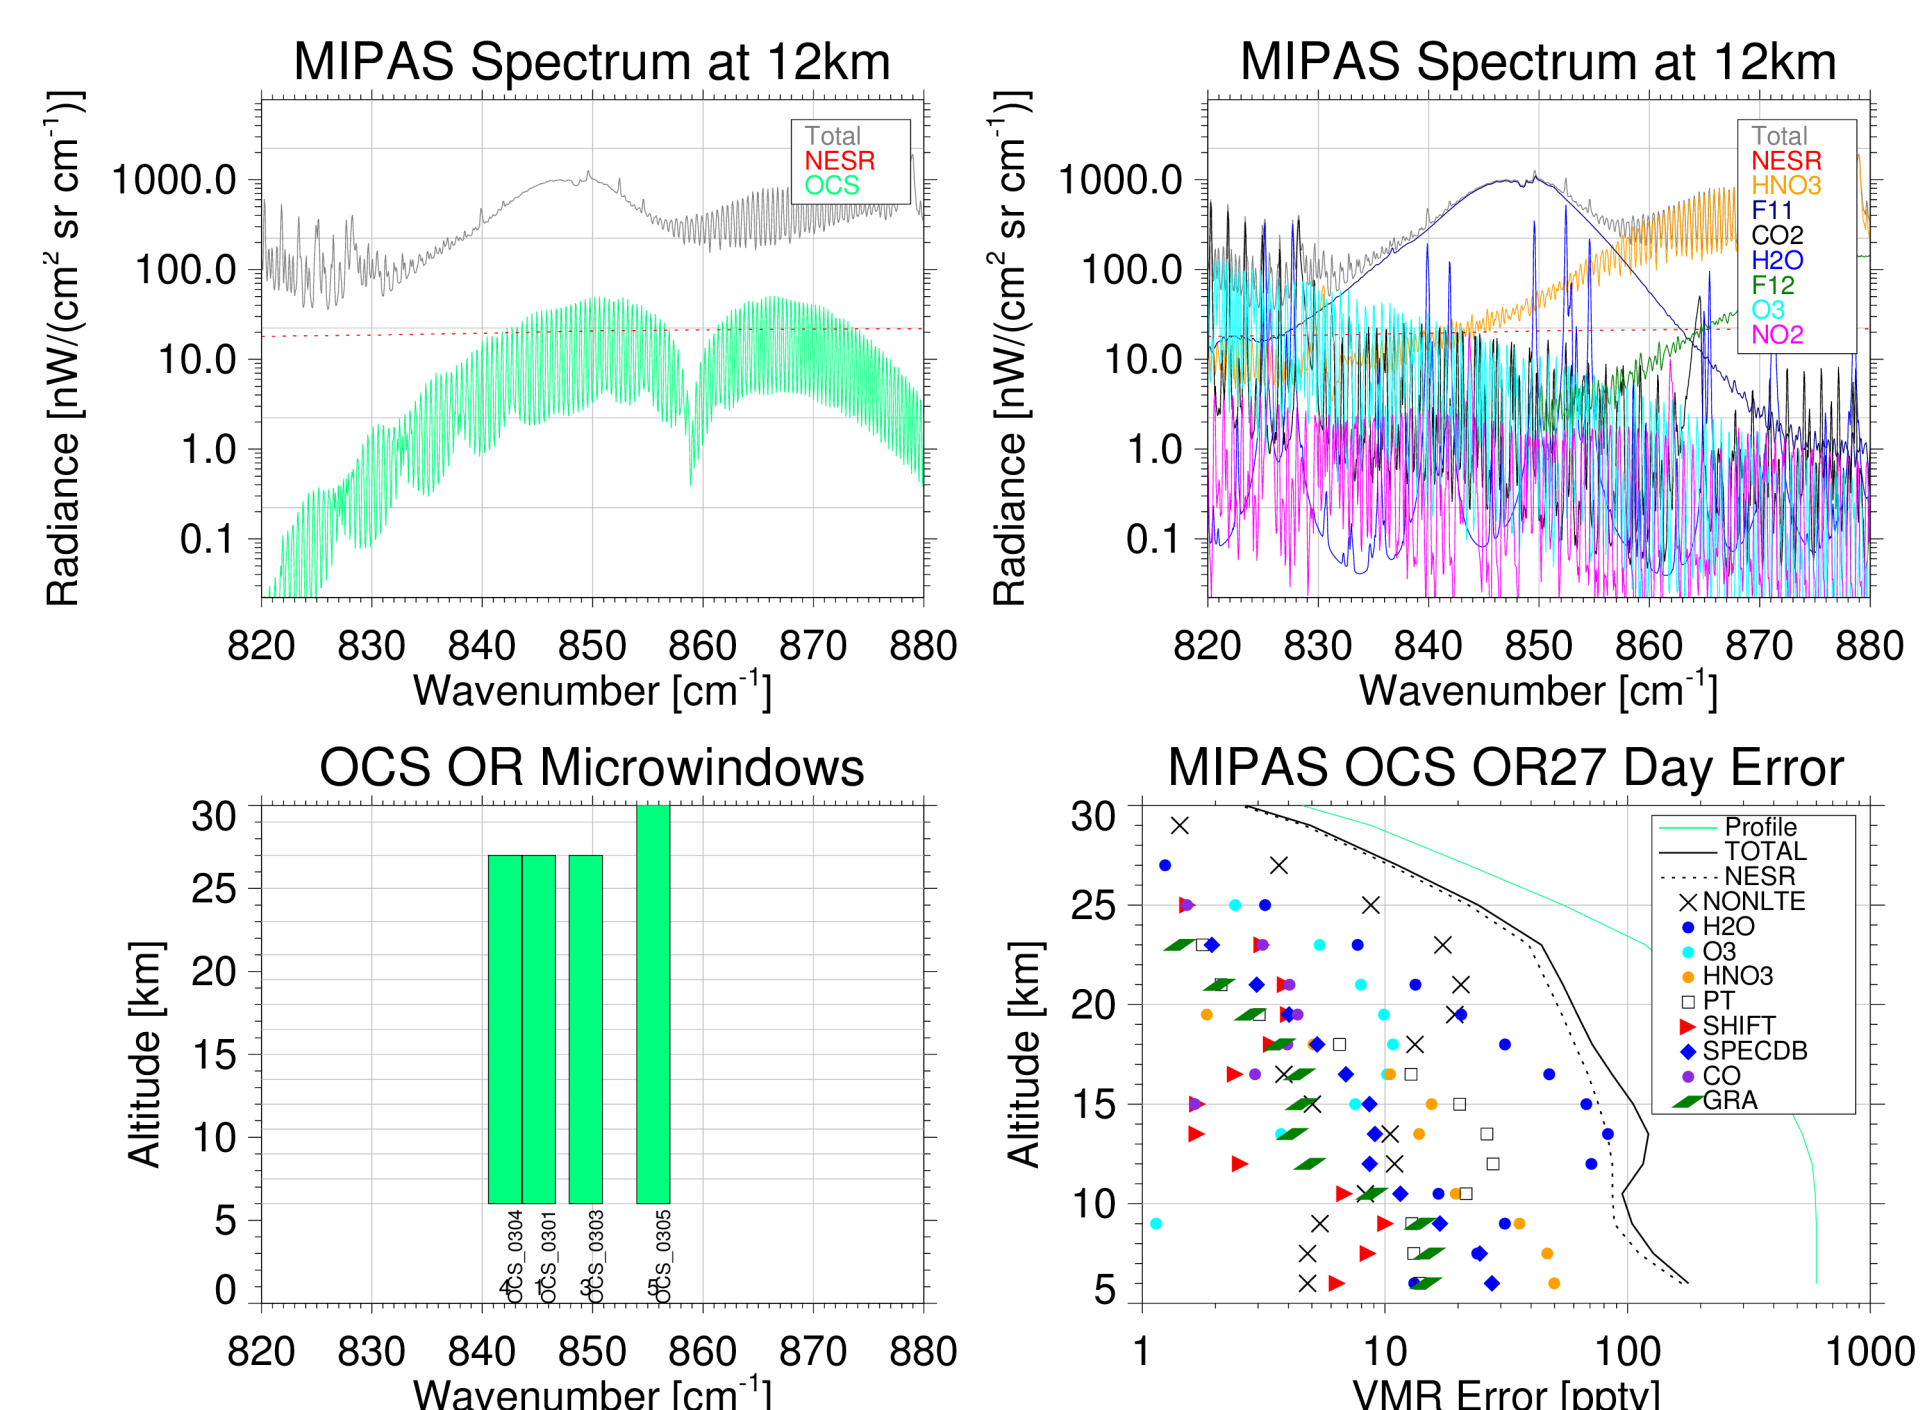 MIPAS Spectrum at 12km
Radiance [nW/(cm2 sr cm-1)]
1000.0
100.0
10.0
1.0
0.1
Total
NESR
OCS
820 830 840 850 860 870 880
Wavenumber [cm-1]
MIPAS Spectrum at 12km
Radiance [nW/(cm2 sr cm-1)]
1000.0
100.0
10.0
1.0
0.1
Total
NESR
HNO3
F11
CO2
H2O
F12
O3
NO2
820 830 840 850 860 870 880
Wavenumber [cm-1]
OCS OR Microwindows
Altitude [km]
30
25
20
15
10
5
0
OCS_0304
OCS_0301
OCS_0303
OCS_0305
4 1 3 5
820 830 840 850 860 870 880
Wavenumber [cm-1]
MIPAS OCS OR27 Day Error
Altitude [km]
30
25
20
15
10
5
Profile
TOTAL
NESR
NONLTE
H2O
O3
HNO3
PT
SHIFT
SPECDB
CO
GRA
1 10 100 1000
VMR Error [pptv]